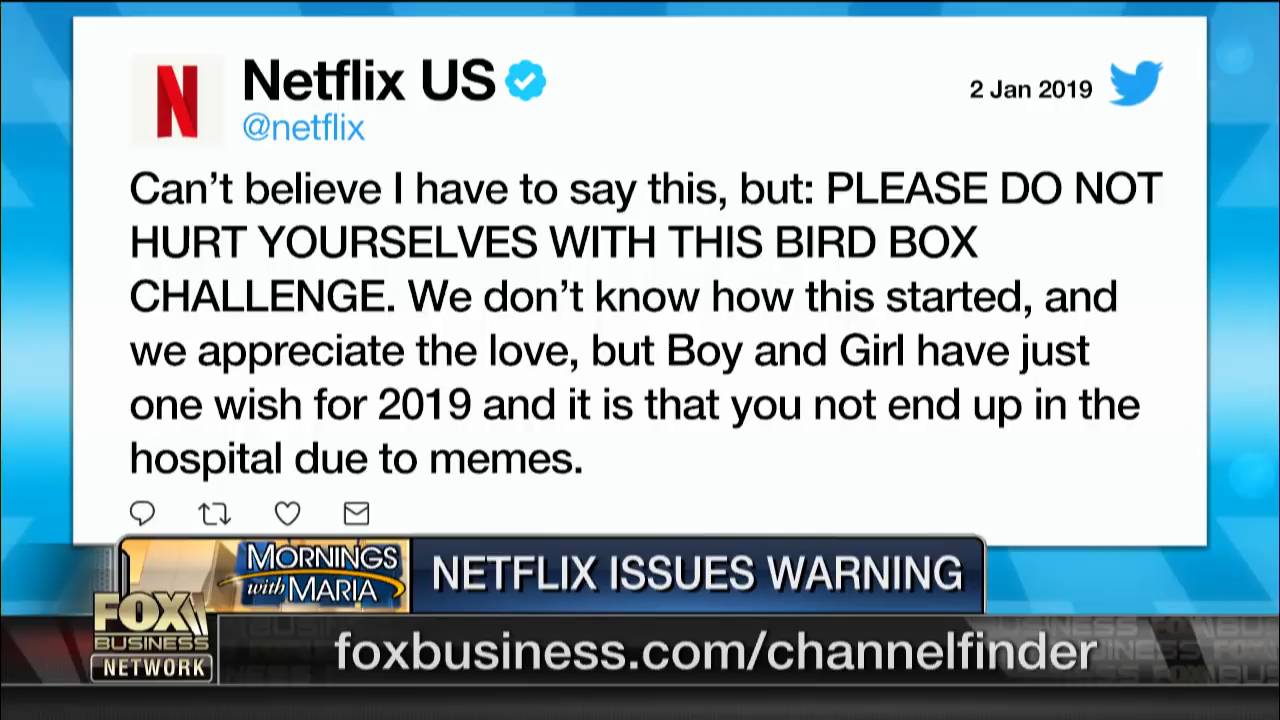 N
Netflix US
@netflix
2 Jan 2019
Can’t believe I have to say this, but: PLEASE DO NOT
HURT YOURSELVES WITH THIS BIRD BOX
CHALLENGE. We don’t know how this started, and
we appreciate the love, but Boy and Girl have just
one wish for 2019 and it is that you not end up in the
hospital due to memes.
MORNINGS
with MARIA
NETFLIX ISSUES WARNING
FOX
BUSINESS
NETWORK
foxbusiness.com/channelfinder